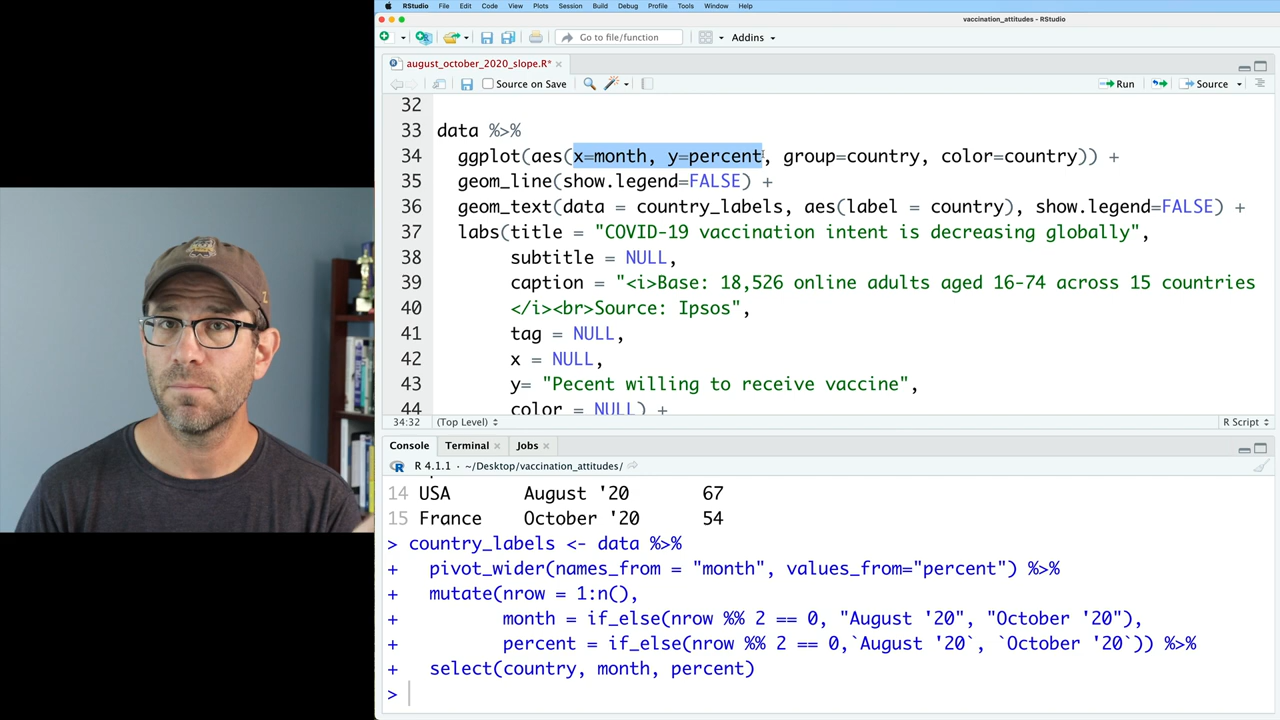 RStudio File Edit Code View Plots Session Build Debug Profile Tools Window Help
vaccination_attitudes - RStudio
Go to file/function Addins
august_october_2020_slope.R*
Source on Save Run Source
32
33 data %>%
34 ggplot(aes(x=month, y=percent, group=country, color=country)) +
35 geom_line(show.legend=FALSE) +
36 geom_text(data = country_labels, aes(label = country), show.legend=FALSE) +
37 labs(title = "COVID-19 vaccination intent is decreasing globally",
38 subtitle = NULL,
39 caption = "<i>Base: 18,526 online adults aged 16-74 across 15 countries
40 </i><br>Source: Ipsos",
41 tag = NULL,
42 x = NULL,
43 y= "Pecent willing to receive vaccine",
44 color = NULL) +
34:32 (Top Level) R Script
Console Terminal Jobs
R 4.1.1 · ~/Desktop/vaccination_attitudes/
14 USA August '20 67
15 France October '20 54
> country_labels <- data %>%
+ pivot_wider(names_from = "month", values_from="percent") %>%
+ mutate(nrow = 1:n(),
+ month = if_else(nrow %% 2 == 0, "August '20", "October '20"),
+ percent = if_else(nrow %% 2 == 0,`August '20`, `October '20`)) %>%
+ select(country, month, percent)
>